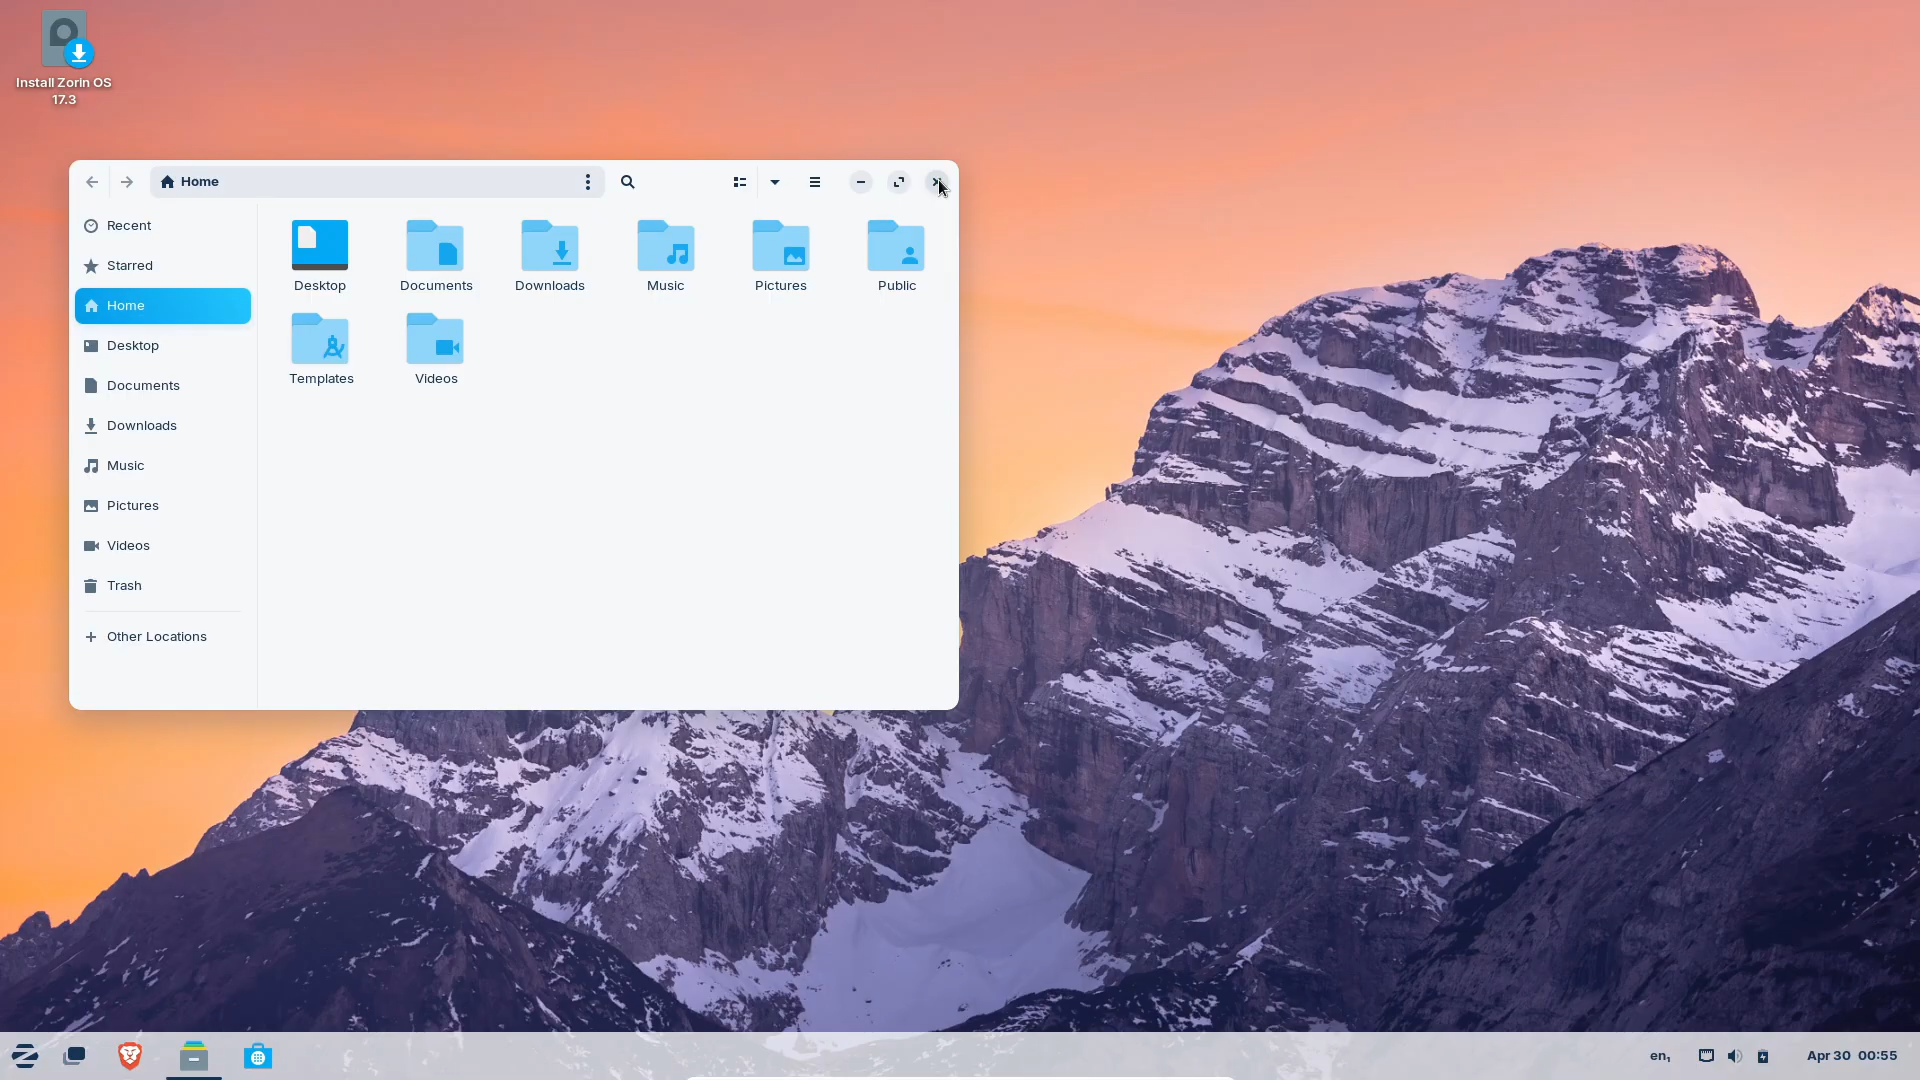 Install Zorin OS
17.3
Home
Recent
Starred
Home
Desktop
Documents
Downloads
Music
Pictures
Videos
Trash
Other Locations
Desktop
Documents
Downloads
Music
Pictures
Public
Templates
Videos
en₁
Apr 30 00:55